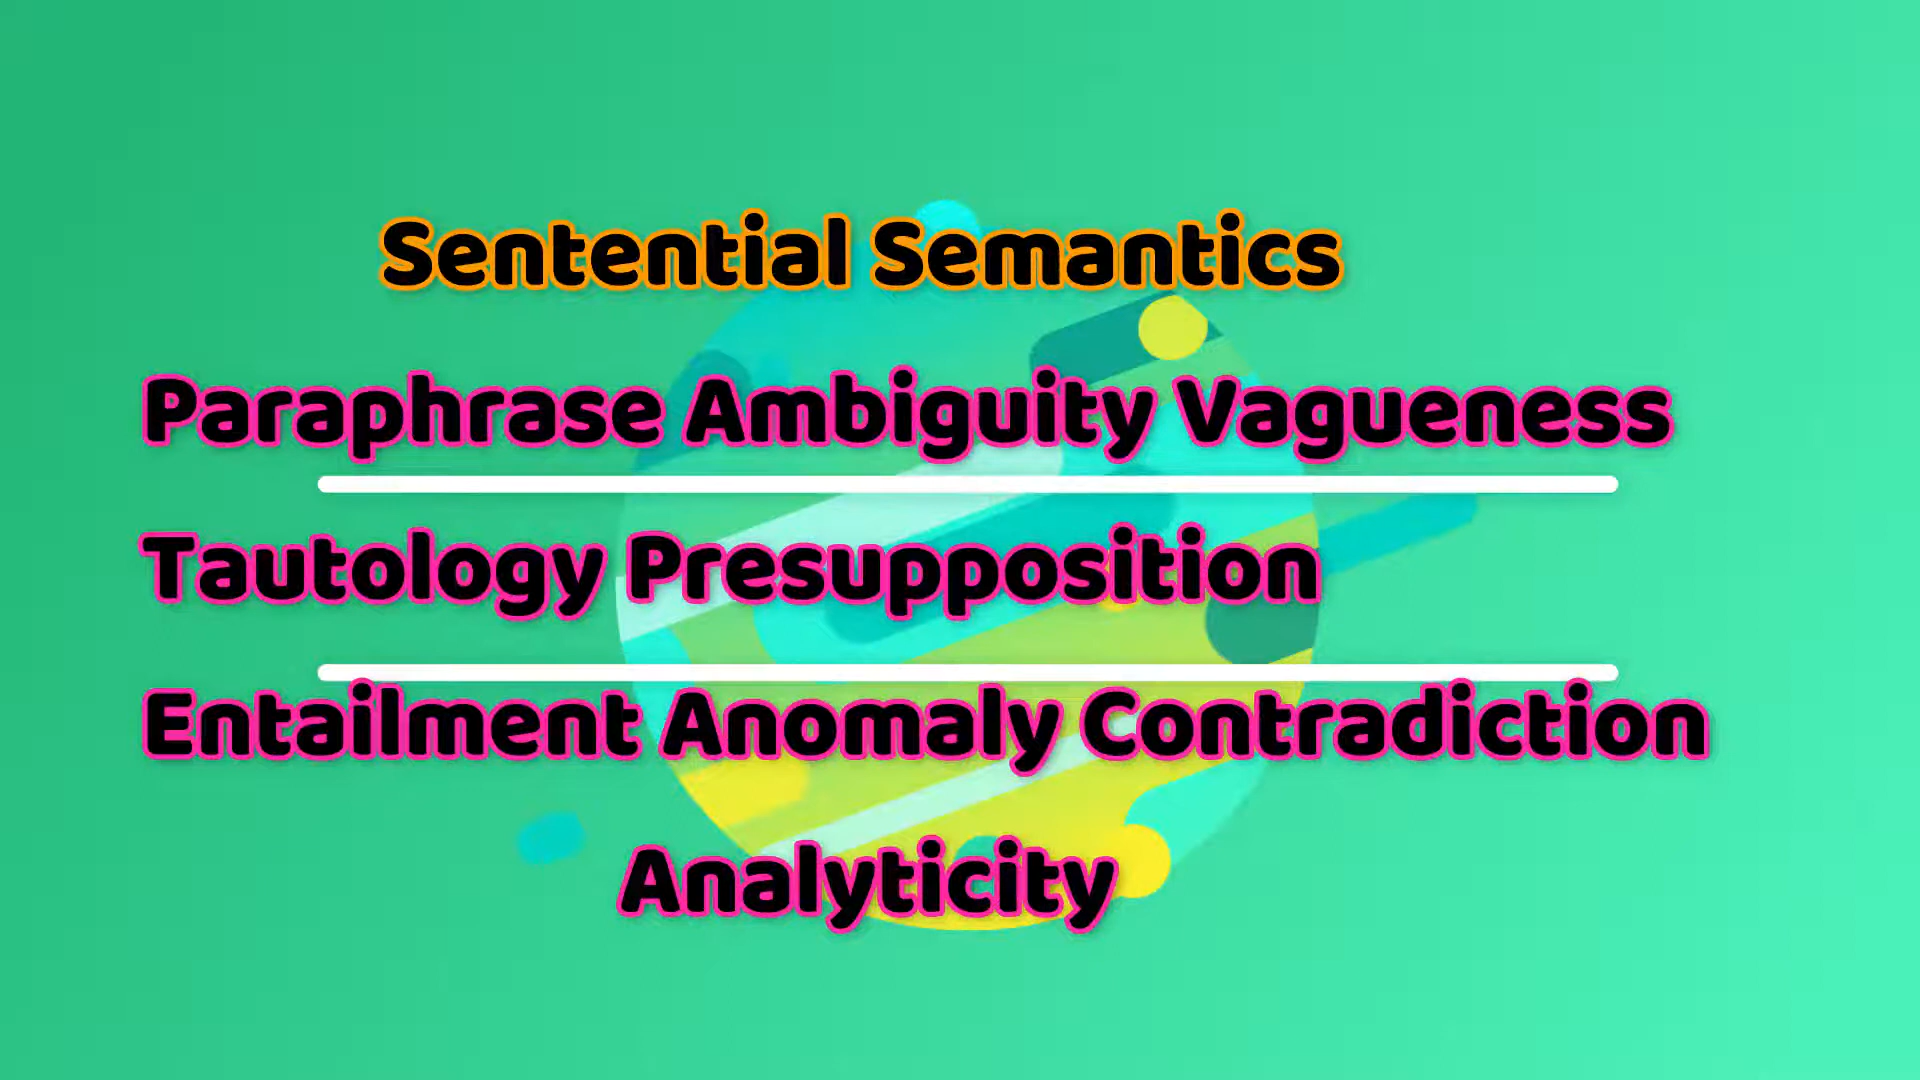 Sentential Semantics
Paraphrase Ambiguity Vagueness
Tautology Presupposition
Entailment Anomaly Contradiction
Analyticity